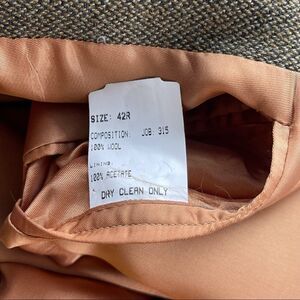 SIZE: 42R
COMPOSITION: JOB 315
100% WOOL
LINING:
100% ACETATE
DRY CLEAN ONLY